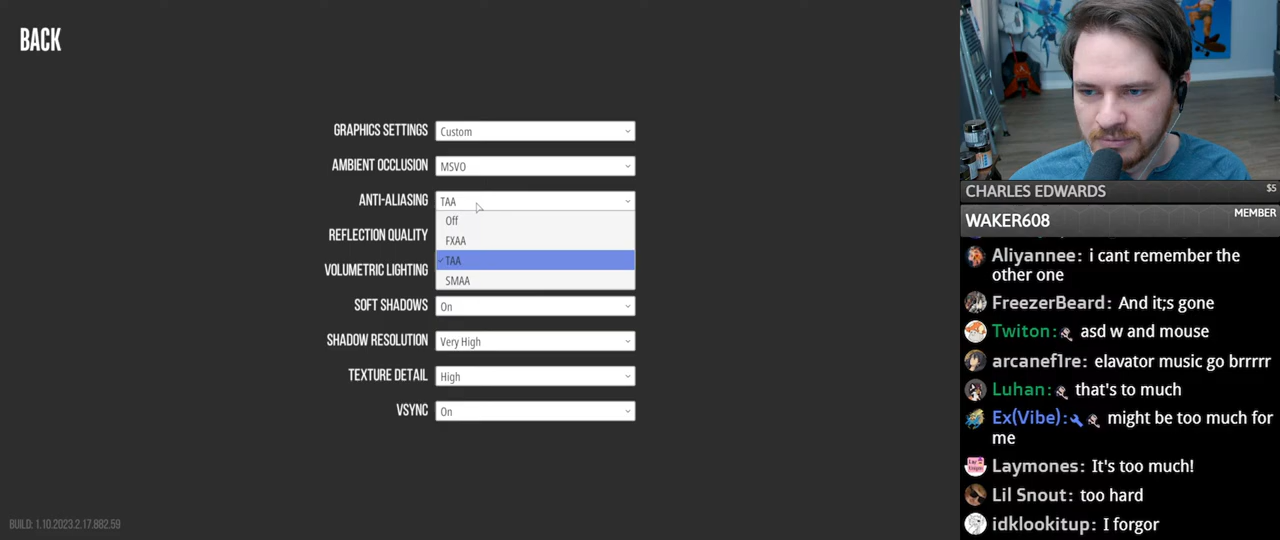 BACK
GRAPHICS SETTINGS Custom
AMBIENT OCCLUSION MSVO
ANTI-ALIASING TAA
Off
REFLECTION QUALITY FXAA
VOLUMETRIC LIGHTING TAA
SMAA
SOFT SHADOWS On
SHADOW RESOLUTION Very High
TEXTURE DETAIL High
VSYNC On
BUILD: 1.10.2023.2.17.882.59
CHARLES EDWARDS $5
WAKER608 MEMBER
Aliyannee: i cant remember the
other one
FreezerBeard: And it;s gone
Twiton: asd w and mouse
arcanef1re: elavator music go brrrrr
Luhan: that's to much
Ex(Vibe): might be too much for
me
Laymones: It's too much!
Lil Snout: too hard
idklookitup: I forgor